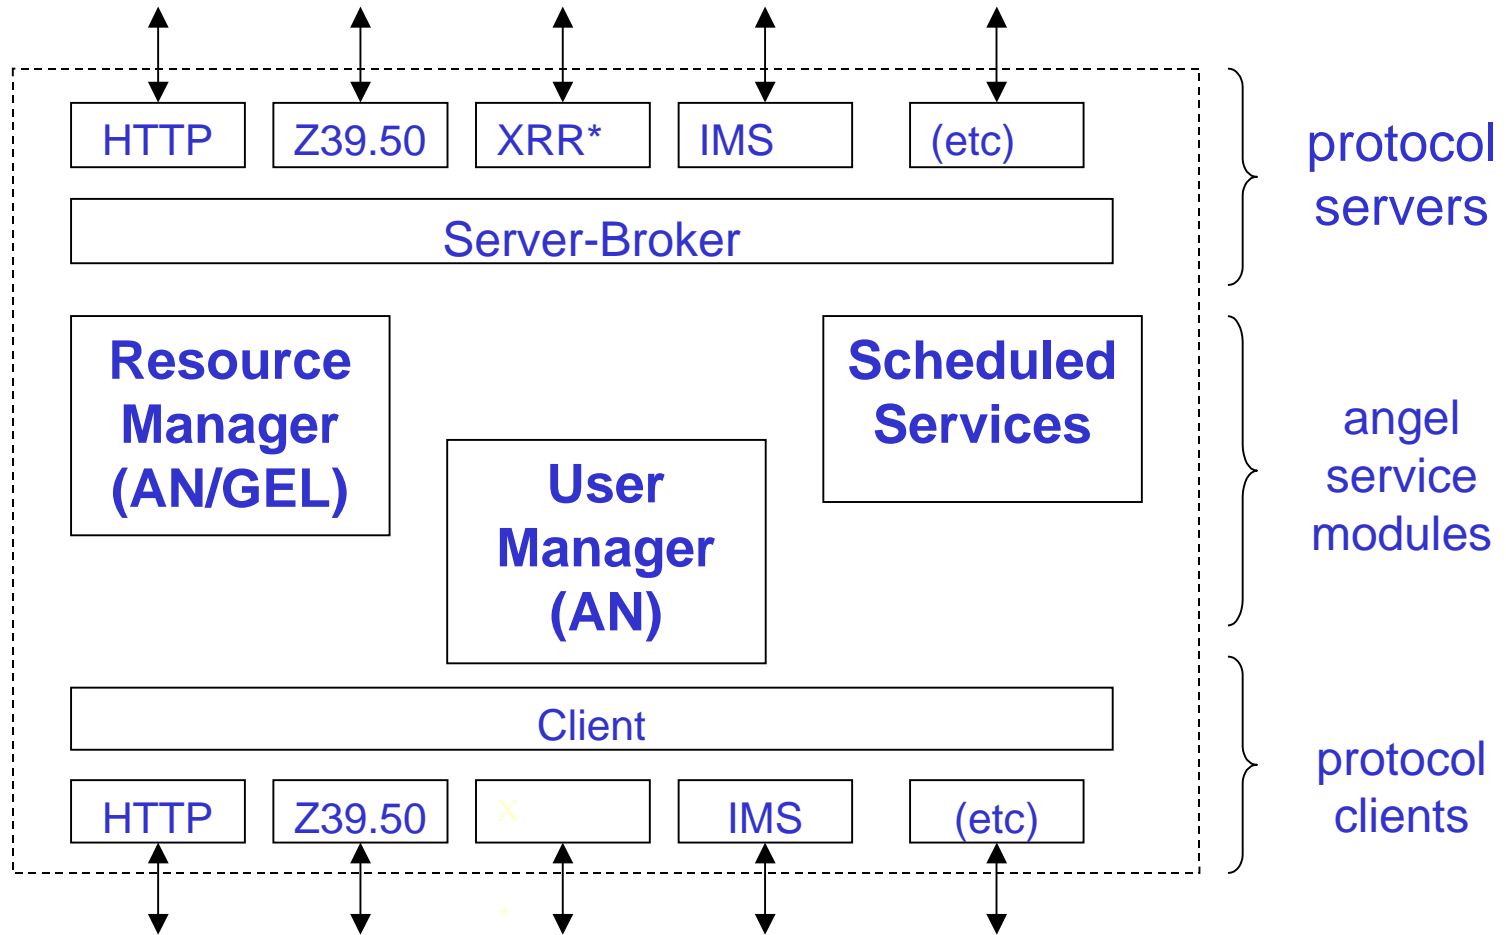 HTTP Z39.50 XRR* IMS (etc)
protocol
servers
Server-Broker
Resource
Manager
(AN/GEL)
User
Manager
(AN)
Scheduled
Services
angel
service
modules
Client
HTTP Z39.50 X IMS (etc)
*
protocol
clients